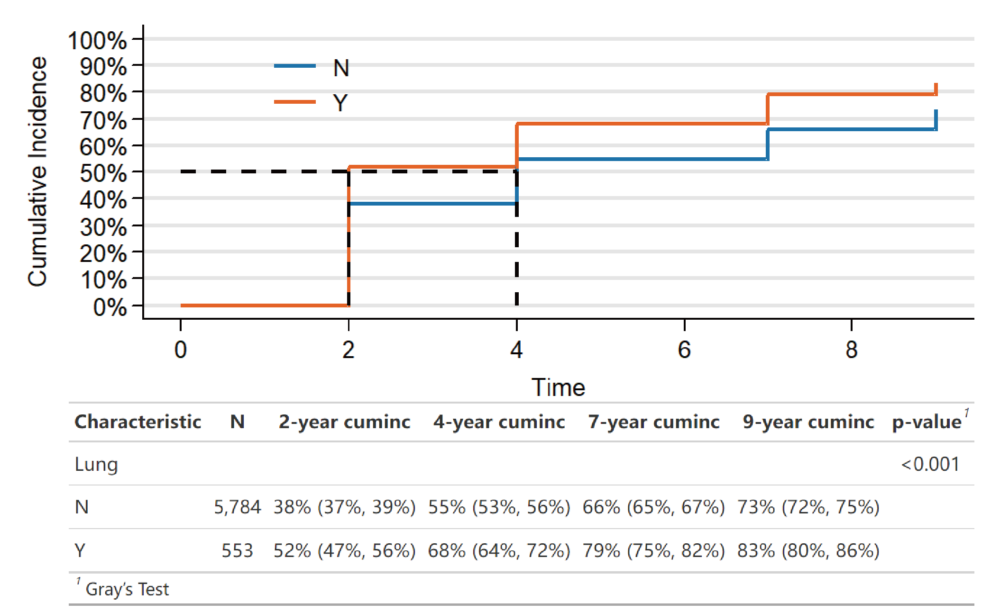 100%
90%
80%
70%
60%
50%
40%
30%
20%
10%
0%
Cumulative Incidence
N
Y
0 2 4 6 8
Time
Characteristic N 2-year cuminc 4-year cuminc 7-year cuminc 9-year cuminc p-value¹
Lung <0.001
N 5,784 38% (37%, 39%) 55% (53%, 56%) 66% (65%, 67%) 73% (72%, 75%)
Y 553 52% (47%, 56%) 68% (64%, 72%) 79% (75%, 82%) 83% (80%, 86%)
¹ Gray’s Test